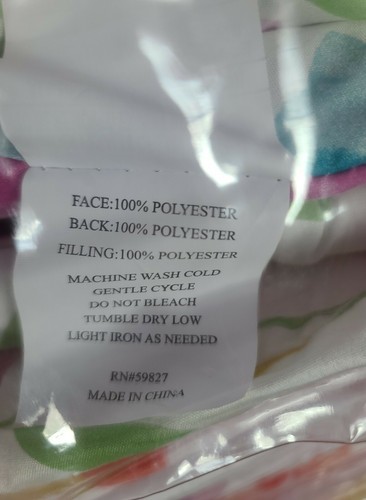 FACE:100% POLYESTER
BACK:100% POLYESTER
FILLING:100% POLYESTER
MACHINE WASH COLD
GENTLE CYCLE
DO NOT BLEACH
TUMBLE DRY LOW
LIGHT IRON AS NEEDED
RN#59827
MADE IN CHINA